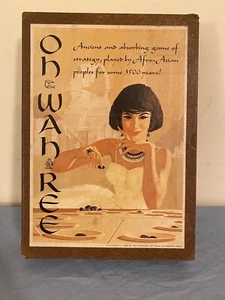 OH
WAH
REE
Ancient and absorbing game of
strategy, played by Afro-Asian
peoples for some 3500 years!